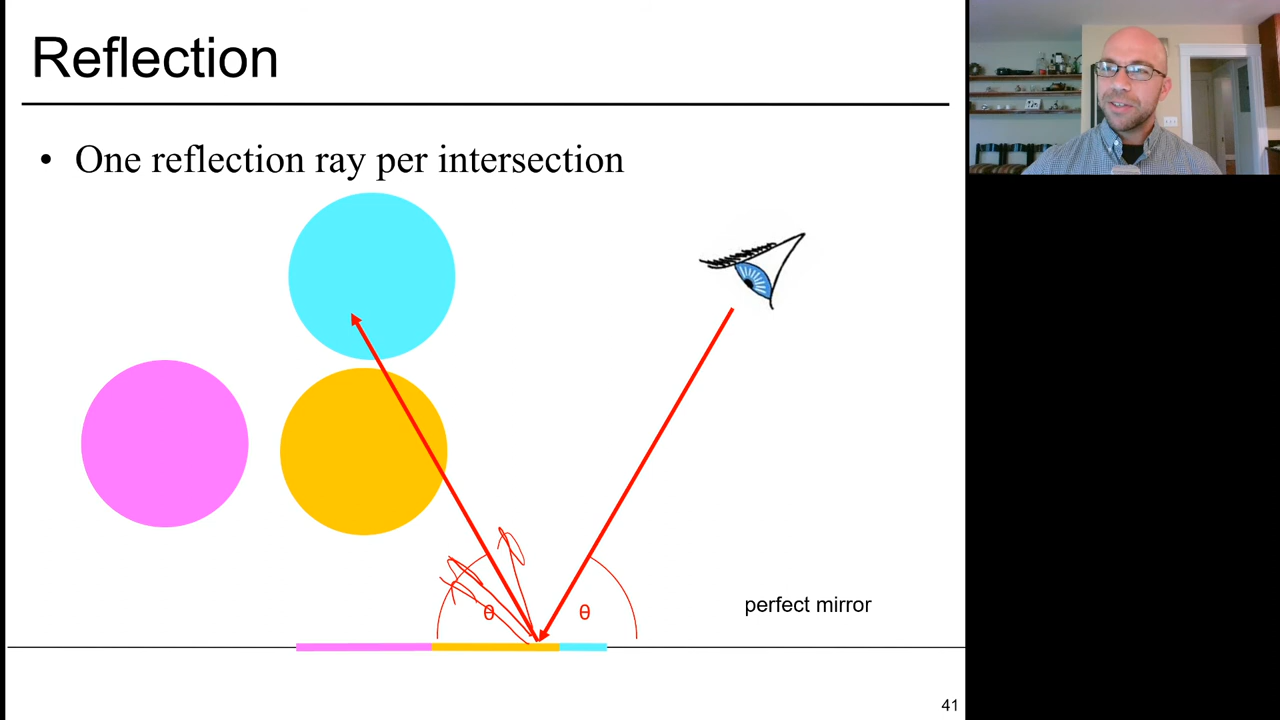 Reflection
• One reflection ray per intersection
θ
θ
perfect mirror
41